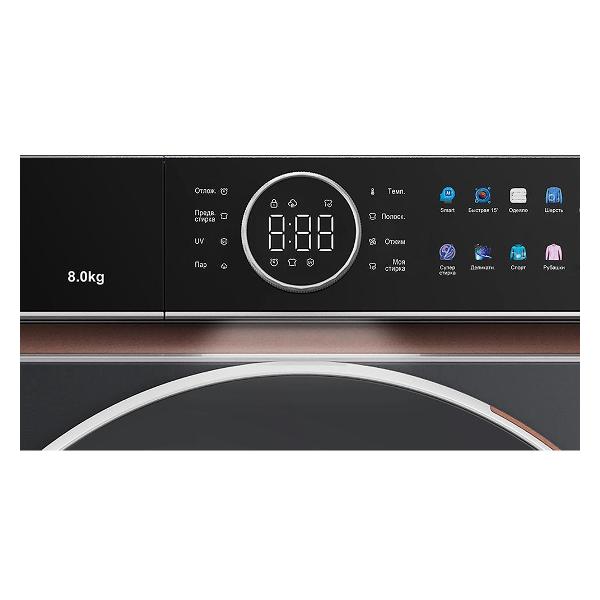 Отлож.
Предв.
стирка
UV
Пар
8:88
Темп.
Полоск.
Отжим
Моя
стирка
Smart
Быстрая 15'
Одеяло
Шерсть
Супер
стирка
Деликатн.
Спорт
Рубашки
8.0kg